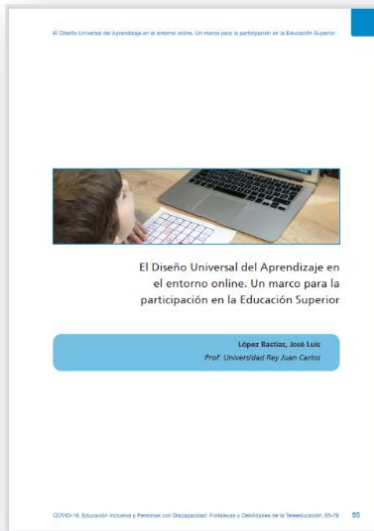 El Diseño Universal del Aprendizaje en el entorno online. Un marco para la participación en la Educación Superior
El Diseño Universal del Aprendizaje en
el entorno online. Un marco para la
participación en la Educación Superior
López Bastías, José Luis
Prof. Universidad Rey Juan Carlos
COVID-19: Educación Inclusiva y Personas con Discapacidad: Fortalezas y Debilidades de la Teleeducación: 65-76 65